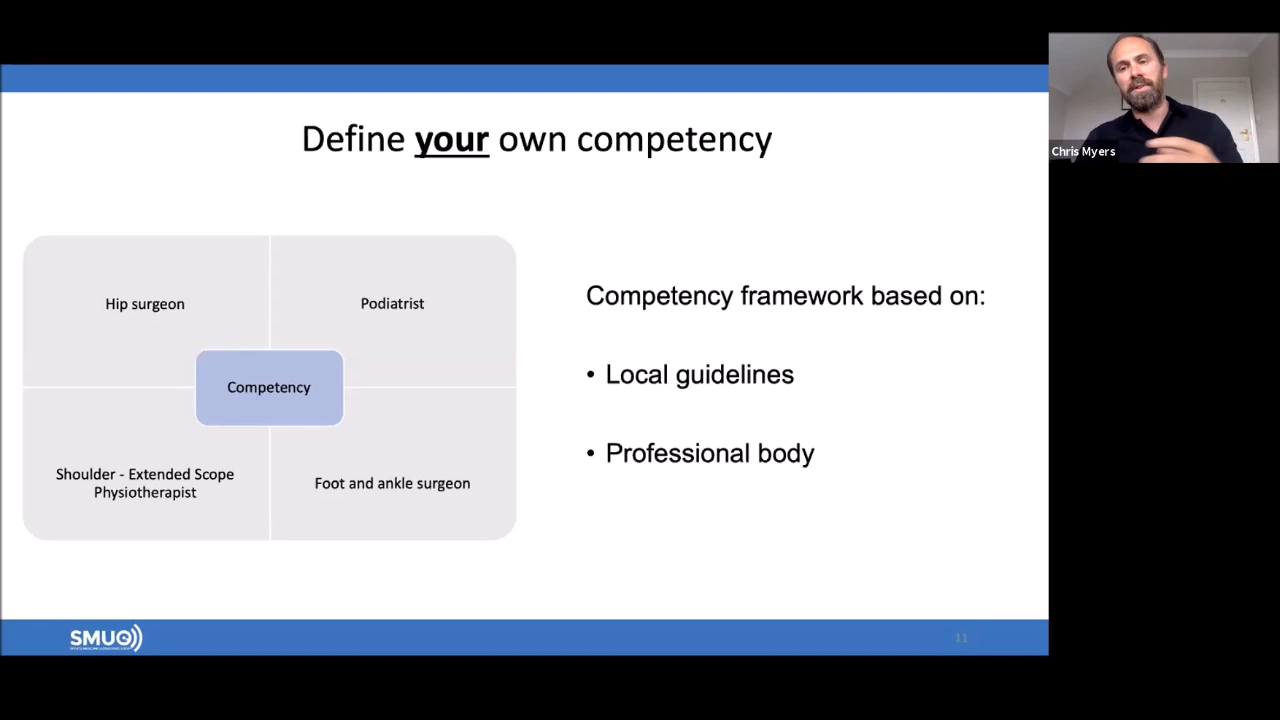 Define your own competency
Hip surgeon
Podiatrist
Competency
Shoulder - Extended Scope
Physiotherapist
Foot and ankle surgeon
Competency framework based on:
• Local guidelines
• Professional body
SMUG
11
Chris Myers